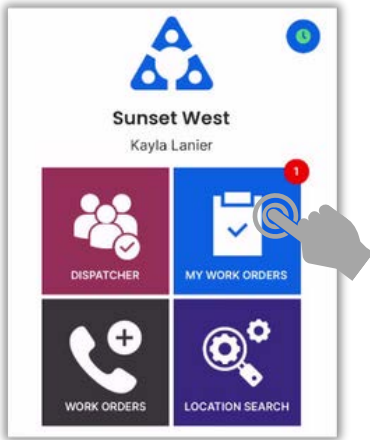 Sunset West
Kayla Lanier
1
DISPATCHER
MY WORK ORDERS
WORK ORDERS
LOCATION SEARCH